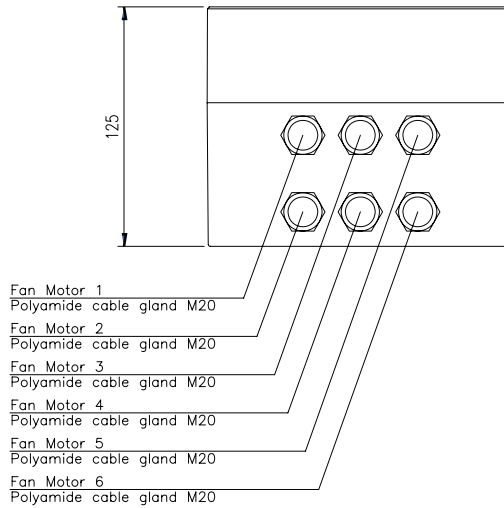 125
Fan Motor 1
Polyamide cable gland M20
Fan Motor 2
Polyamide cable gland M20
Fan Motor 3
Polyamide cable gland M20
Fan Motor 4
Polyamide cable gland M20
Fan Motor 5
Polyamide cable gland M20
Fan Motor 6
Polyamide cable gland M20